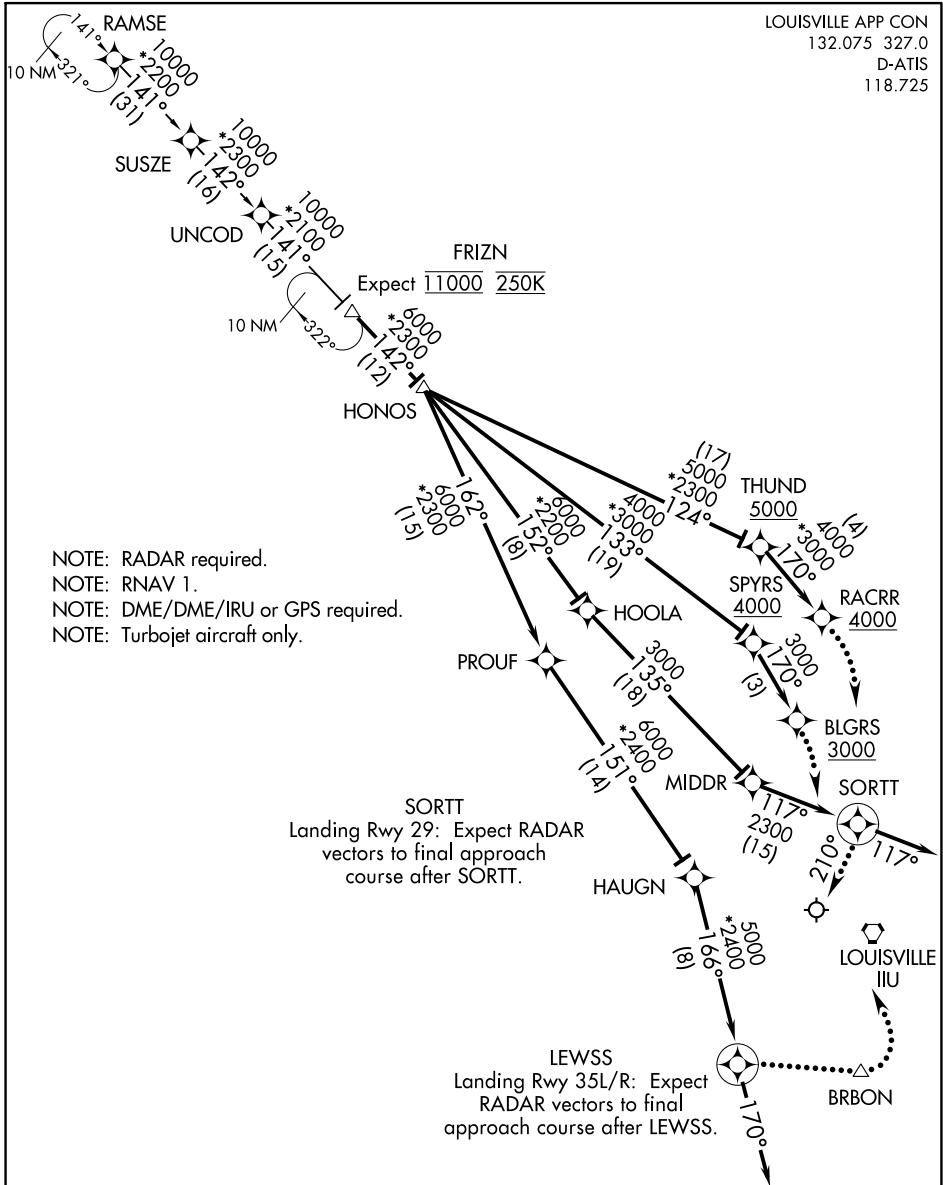 LOUISVILLE APP CON
132.075 327.0
D-ATIS
118.725
RAMSE
141°
10 NM
321°
10000
*2200
141°
(31)
SUSZE
10000
*2300
142°
(16)
UNCOD
10000
*2100
141°
(15)
FRIZN
Expect 11000 250K
10 NM
322°
6000
*2300
142°
(12)
HONOS
162°
6000
*2300
(15)
6000
*2200
152°
(8)
4000
*3000
133°
(19)
(17)
5000
*2300
124°
THUND
5000
(4)
4000
*3000
170°
RACRR
4000
SPYRS
4000
3000
170°
(3)
BLGRS
3000
HOOLA
3000
135°
(18)
PROUF
6000
*2400
151°
(14)
MIDDR
117°
2300
(15)
SORTT
117°
210°
NOTE: RADAR required.
NOTE: RNAV 1.
NOTE: DME/DME/IRU or GPS required.
NOTE: Turbojet aircraft only.
SORTT
Landing Rwy 29: Expect RADAR
vectors to final approach
course after SORTT.
HAUGN
5000
*2400
166°
(8)
LOUISVILLE
IIU
LEWSS
Landing Rwy 35L/R: Expect
RADAR vectors to final
approach course after LEWSS.
BRBON
170°